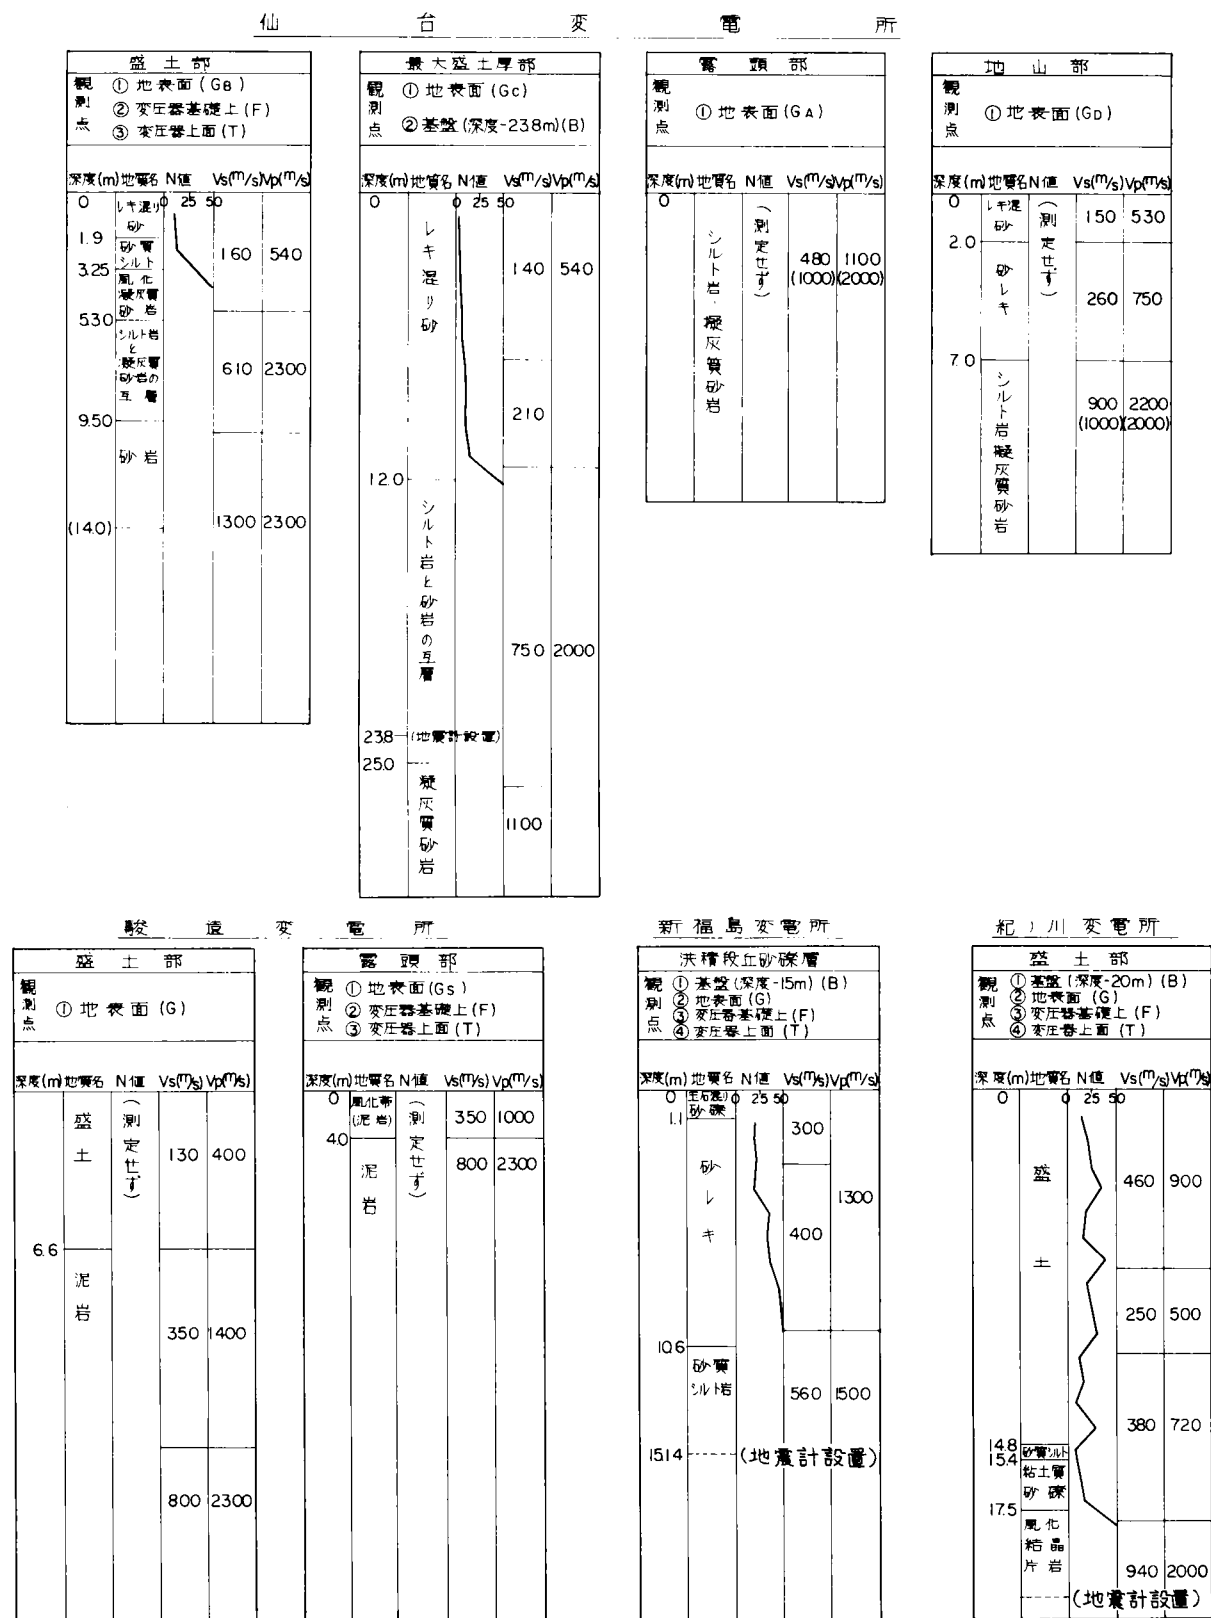 仙台変電所
盛土部
観測点
① 地表面 (GB)
② 変圧器基礎上 (F)
③ 変圧器上面 (T)
深度(m) 地質名 N値 Vs(m/s) Vp(m/s)
0 レキ混り砂 0 25 50
1.9 砂質シルト 160 540
3.25 風化凝灰質砂岩
5.30 シルト岩と凝灰質砂岩の互層 610 2300
9.50 砂岩
(14.0) 1300 2300
最大盛土厚部
観測点
① 地表面 (GC)
② 基盤 (深度-23.8m) (B)
深度(m) 地質名 N値 Vs(m/s) Vp(m/s)
0 レキ混り砂 0 25 50
140 540
210
12.0 シルト岩と砂岩の互層
750 2000
23.8 (地震計設置)
25.0 凝灰質砂岩
1100
露頭部
観測点
① 地表面 (GA)
深度(m) 地質名 N値 Vs(m/s) Vp(m/s)
0 シルト岩・凝灰質砂岩 (測定せず)
480 1100
(1000) (2000)
地山部
観測点
① 地表面 (GD)
深度(m) 地質名 N値 Vs(m/s) Vp(m/s)
0 レキ混砂 (測定せず) 150 530
2.0 砂レキ 260 750
7.0 シルト岩・凝灰質砂岩
900 2200
(1000) (2000)
駿遠変電所
盛土部
観測点
① 地表面 (G)
深度(m) 地質名 N値 Vs(m/s) Vp(m/s)
盛土 (測定せず) 130 400
6.6 泥岩
350 1400
800 2300
露頭部
観測点
① 地表面 (GS)
② 変圧器基礎上 (F)
③ 変圧器上面 (T)
深度(m) 地質名 N値 Vs(m/s) Vp(m/s)
0 風化帯(泥岩) (測定せず) 350 1000
4.0 泥岩 800 2300
新福島変電所
洪積段丘砂礫層
観測点
① 基盤 (深度-15m) (B)
② 地表面 (G)
③ 変圧器基礎上 (F)
④ 変圧器上面 (T)
深度(m) 地質名 N値 Vs(m/s) Vp(m/s)
0 玉石混り砂礫 0 25 50
1.1 砂レキ 300
1300
400
10.6 砂質シルト岩 560 1500
15.14 (地震計設置)
紀ノ川変電所
盛土部
観測点
① 基盤 (深度-20m) (B)
② 地表面 (G)
③ 変圧器基礎上 (F)
④ 変圧器上面 (T)
深度(m) 地質名 N値 Vs(m/s) Vp(m/s)
0 盛土 0 25 50
460 900
250 500
380 720
14.8 砂質シルト
15.4 粘土質砂礫
17.5 風化結晶片岩
940 2000
(地震計設置)